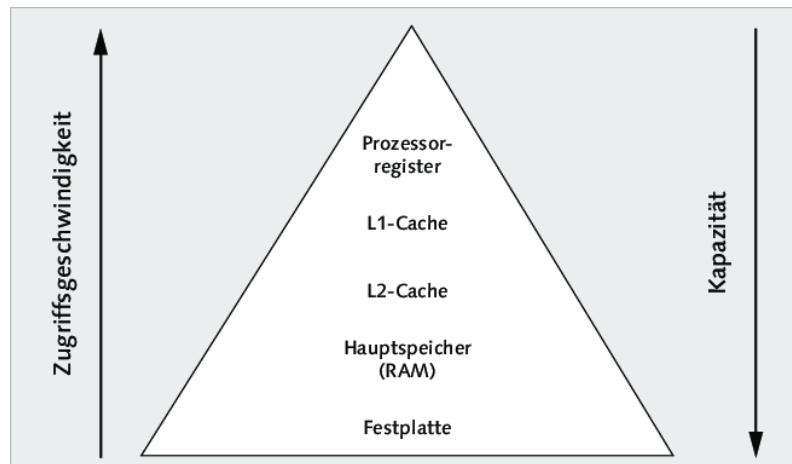 Zugriffsgeschwindigkeit
Prozessor-
register
L1-Cache
L2-Cache
Hauptspeicher
(RAM)
Festplatte
Kapazität